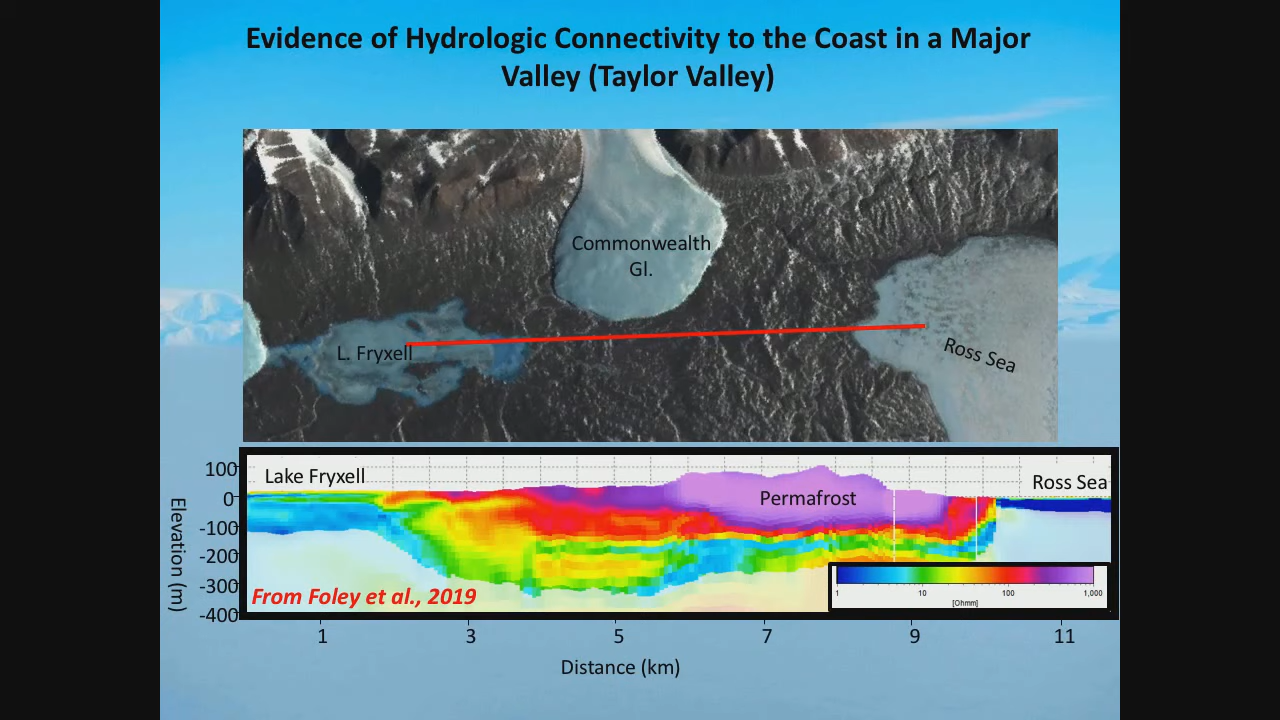 Evidence of Hydrologic Connectivity to the Coast in a Major
Valley (Taylor Valley)
Commonwealth
Gl.
L. Fryxell
Ross Sea
Lake Fryxell
Ross Sea
Permafrost
100
0
-100
-200
-300
-400
Elevation (m)
From Foley et al., 2019
1 10 100 1,000
[Ohmm]
1 3 5 7 9 11
Distance (km)